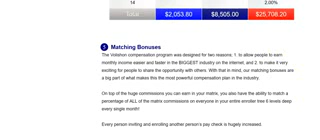 14 2.00%
Total $2,053.80 $8,505.00 $25,708.20
3 Matching Bonuses
The Votishon compensation program was designed for two reasons; 1. to allow people to earn
monthly income easier and faster in the BIGGEST industry on the internet, and 2. to make it very
exciting for people to share the opportunity with others. With that in mind, our matching bonuses are
a big part of what makes this the most powerful compensation plan in the industry.
On top of the huge commissions you can earn in your matrix, you also have the ability to match a
percentage of ALL of the matrix commissions on everyone in your entire enroller tree 6 levels deep
every single month!
Every person inviting and enrolling another person's pay check is hugely increased.